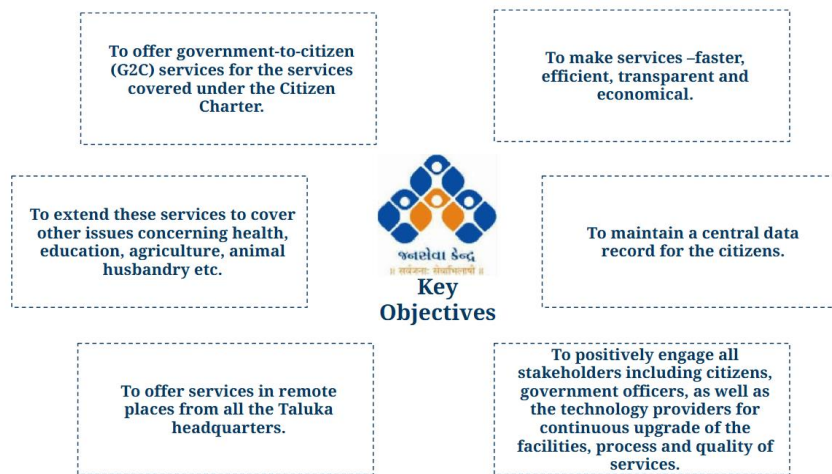 To offer government-to-citizen
(G2C) services for the services
covered under the Citizen
Charter.
To make services –faster,
efficient, transparent and
economical.
To extend these services to cover
other issues concerning health,
education, agriculture, animal
husbandry etc.
જનસેવા કેન્દ્ર
॥ सर्वजनाः सेवाभिलाषी ॥
Key
Objectives
To maintain a central data
record for the citizens.
To offer services in remote
places from all the Taluka
headquarters.
To positively engage all
stakeholders including citizens,
government officers, as well as
the technology providers for
continuous upgrade of the
facilities, process and quality of
services.